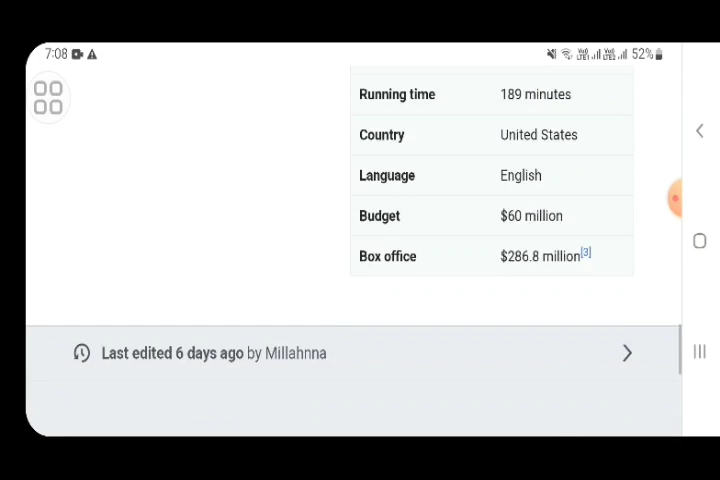 7:08 52%
Running time 189 minutes
Country United States
Language English
Budget $60 million
Box office $286.8 million[3]
Last edited 6 days ago by Millahnna